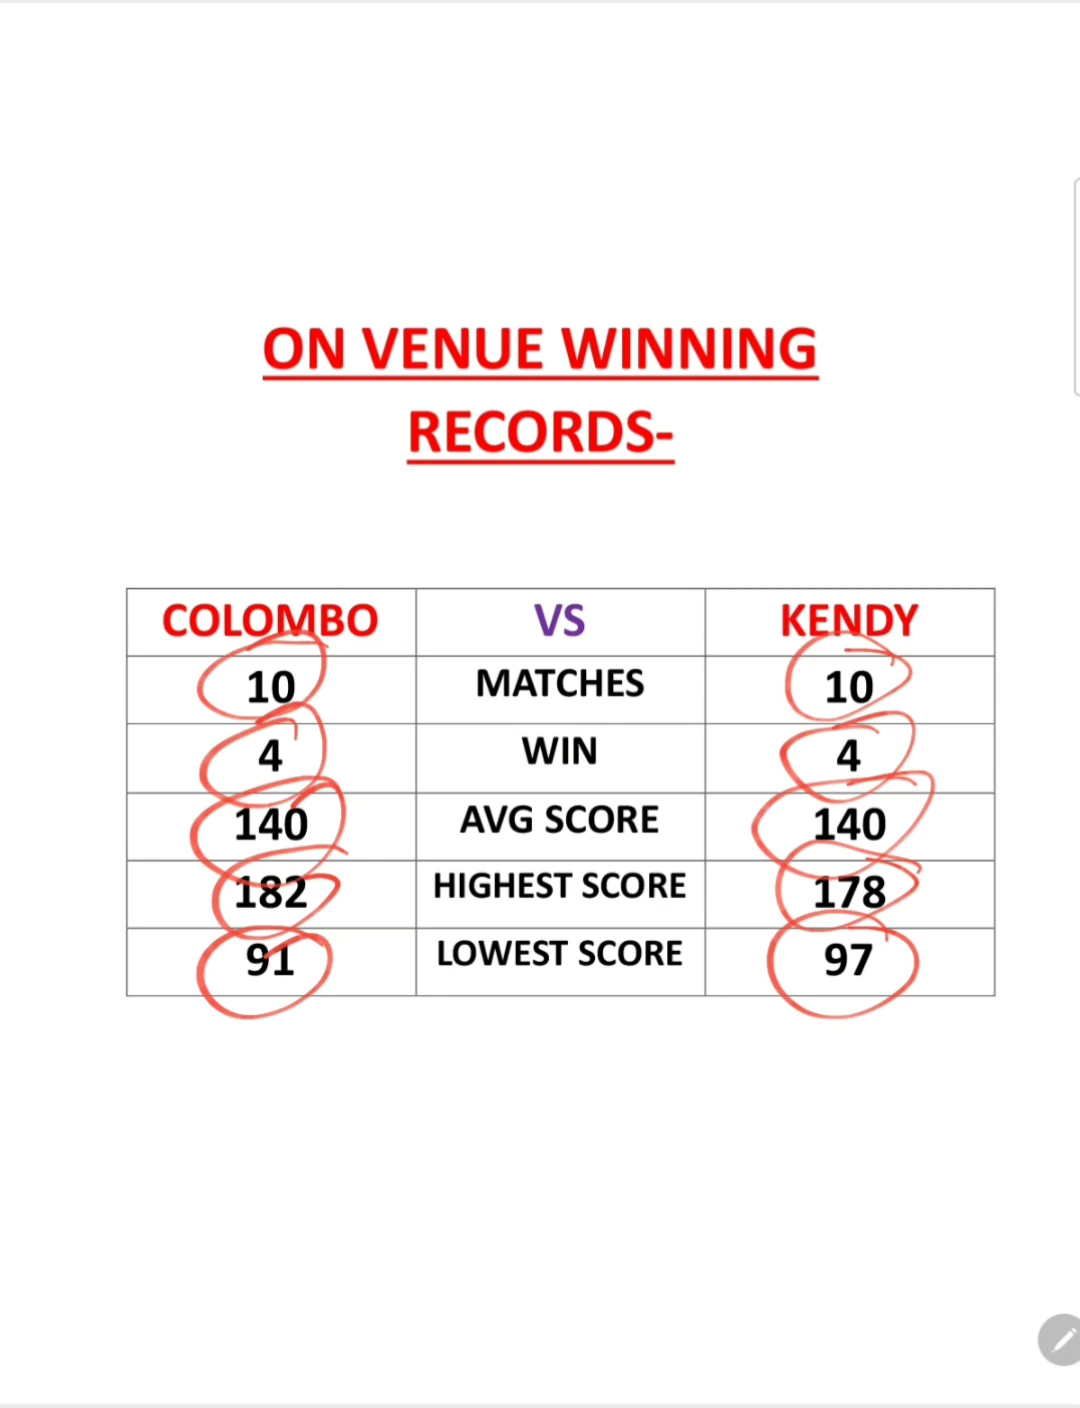 ON VENUE WINNING
RECORDS-
COLOMBO VS KENDY
10 MATCHES 10
4 WIN 4
140 AVG SCORE 140
182 HIGHEST SCORE 178
91 LOWEST SCORE 97